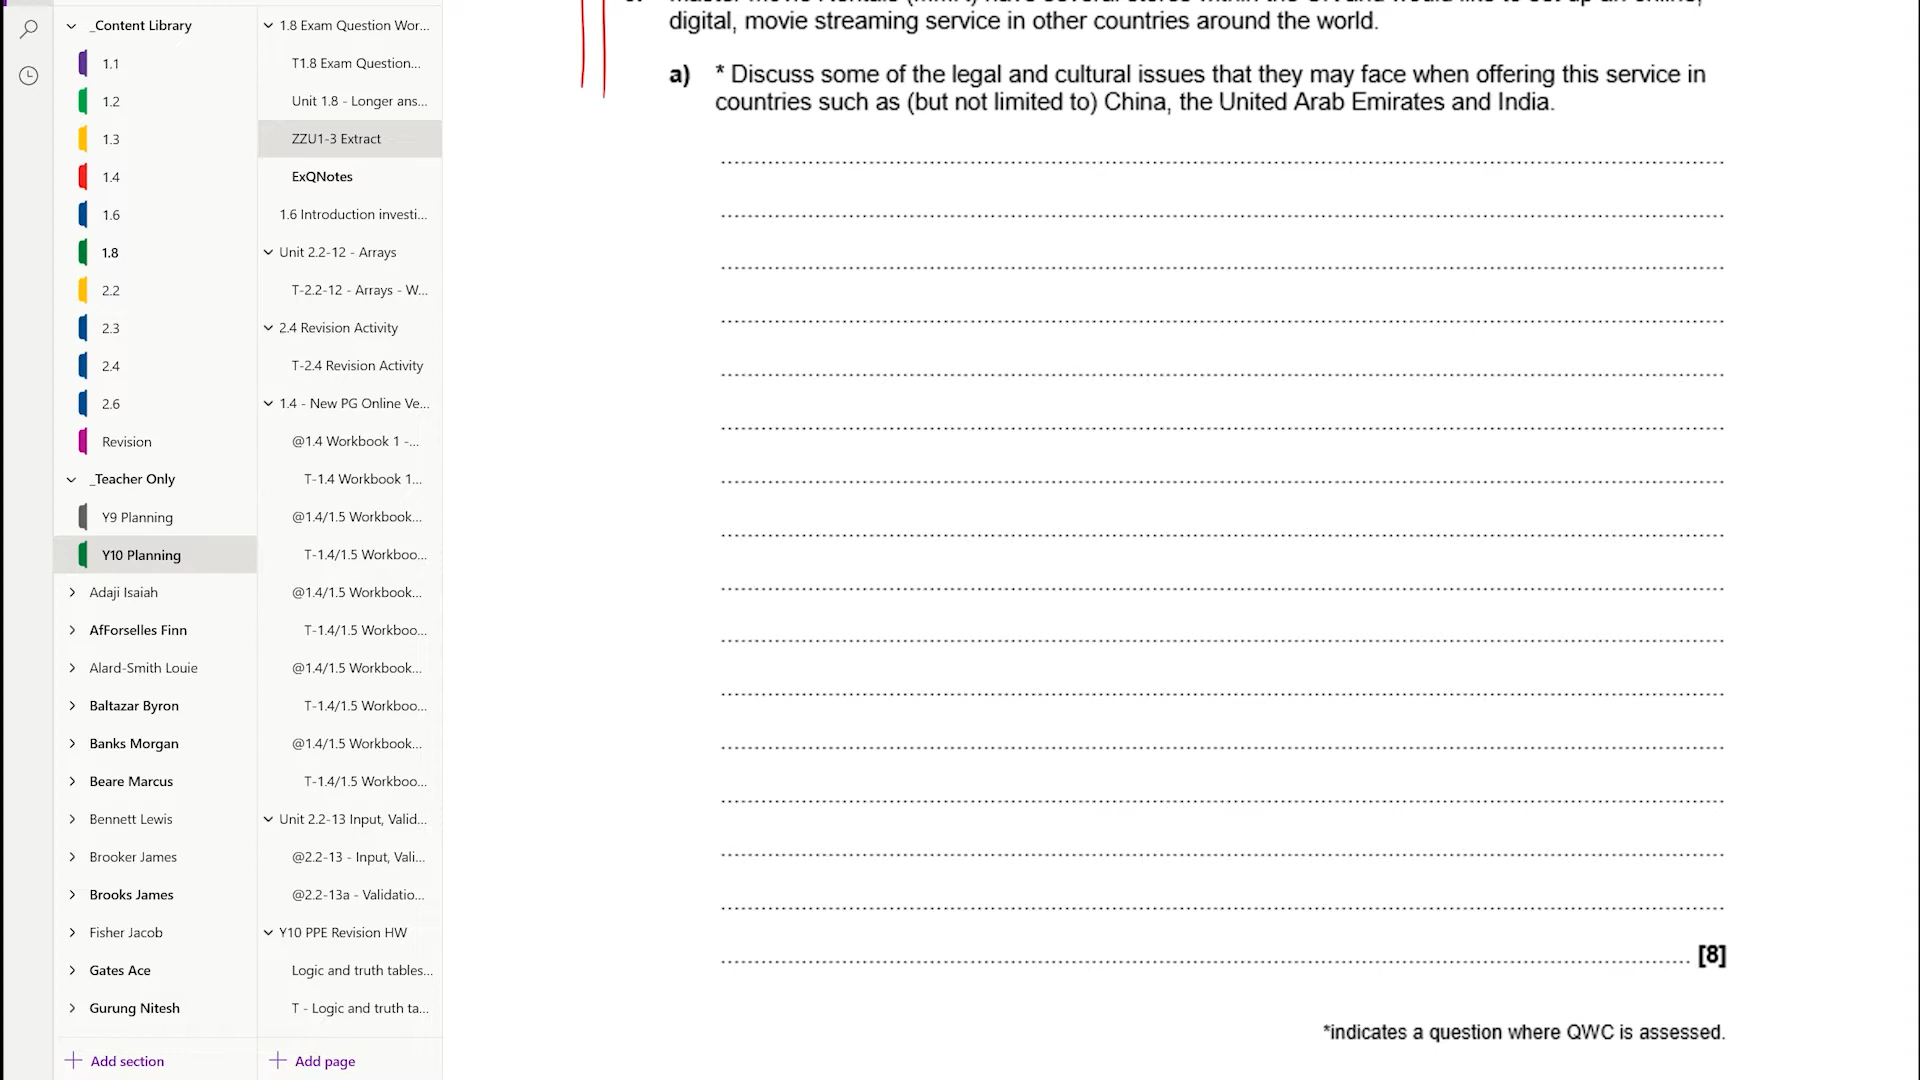 _Content Library
1.1
1.2
1.3
1.4
1.6
1.8
2.2
2.3
2.4
2.6
Revision
_Teacher Only
Y9 Planning
Y10 Planning
Adaji Isaiah
AfForselles Finn
Alard-Smith Louie
Baltazar Byron
Banks Morgan
Beare Marcus
Bennett Lewis
Brooker James
Brooks James
Fisher Jacob
Gates Ace
Gurung Nitesh
Add section
1.8 Exam Question Wor...
T1.8 Exam Question...
Unit 1.8 - Longer ans...
ZZU1-3 Extract
ExQNotes
1.6 Introduction investi...
Unit 2.2-12 - Arrays
T-2.2-12 - Arrays - W...
2.4 Revision Activity
T-2.4 Revision Activity
1.4 - New PG Online Ve...
@1.4 Workbook 1 -...
T-1.4 Workbook 1...
@1.4/1.5 Workbook...
T-1.4/1.5 Workboo...
@1.4/1.5 Workbook...
T-1.4/1.5 Workboo...
@1.4/1.5 Workbook...
T-1.4/1.5 Workboo...
@1.4/1.5 Workbook...
T-1.4/1.5 Workboo...
Unit 2.2-13 Input, Valid...
@2.2-13 - Input, Vali...
@2.2-13a - Validatio...
Y10 PPE Revision HW
Logic and truth tables...
T - Logic and truth ta...
Add page
digital, movie streaming service in other countries around the world.
a) * Discuss some of the legal and cultural issues that they may face when offering this service in
countries such as (but not limited to) China, the United Arab Emirates and India.
[8]
*indicates a question where QWC is assessed.